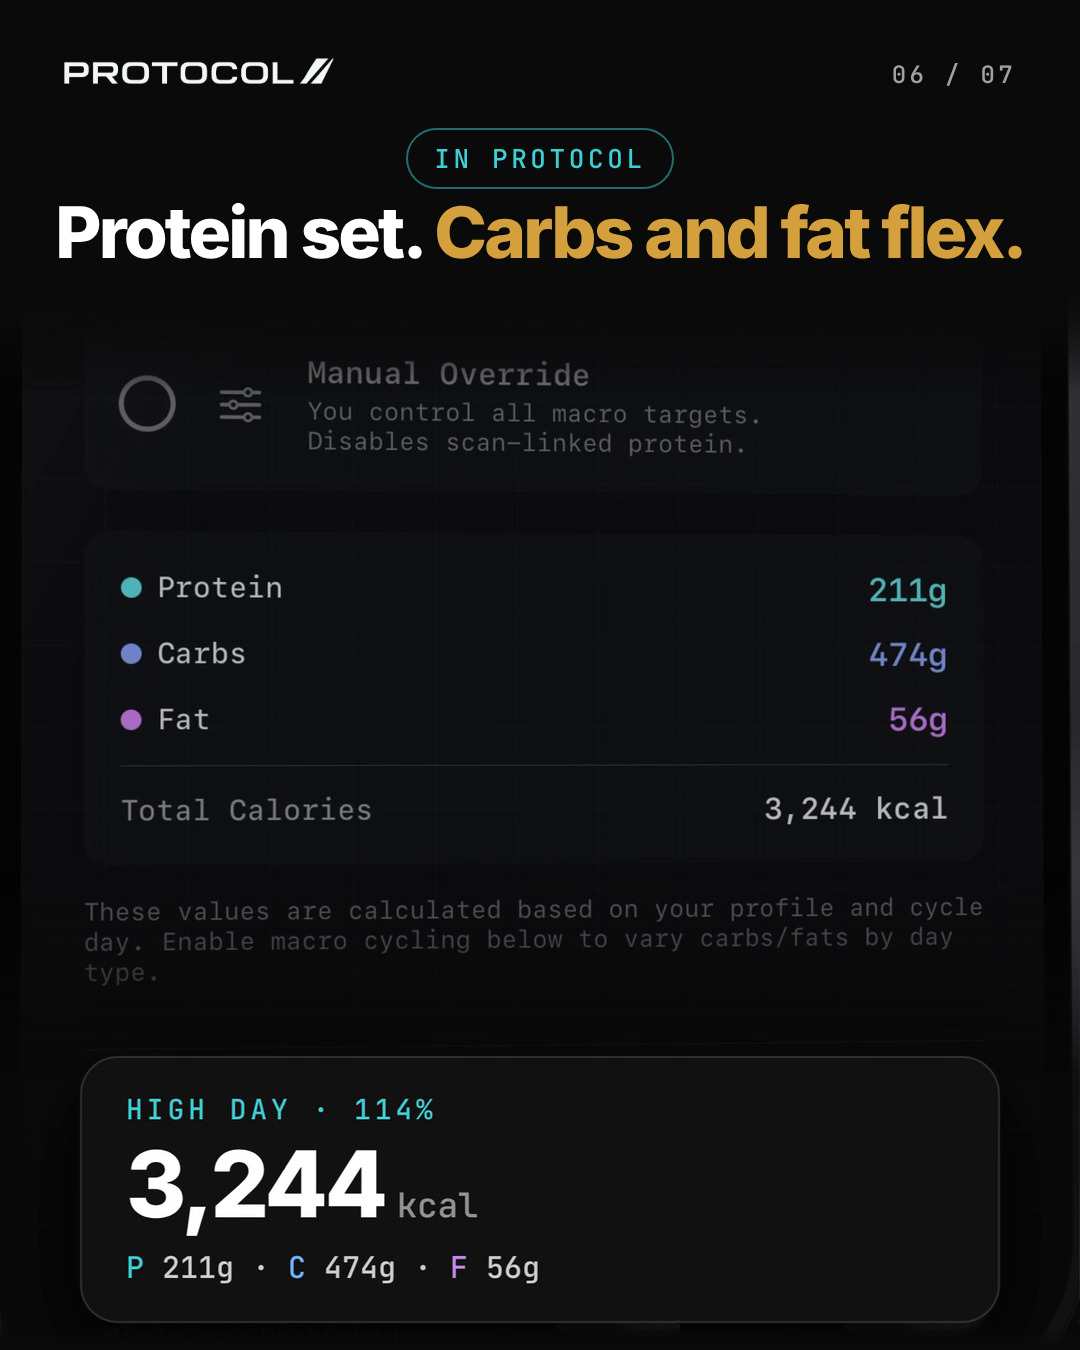 PROTOCOL
06 / 07
IN PROTOCOL
Protein set. Carbs and fat flex.
Manual Override
You control all macro targets.
Disables scan-linked protein.
Protein 211g
Carbs 474g
Fat 56g
Total Calories 3,244 kcal
These values are calculated based on your profile and cycle
day. Enable macro cycling below to vary carbs/fats by day
type.
HIGH DAY · 114%
3,244 kcal
P 211g · C 474g · F 56g